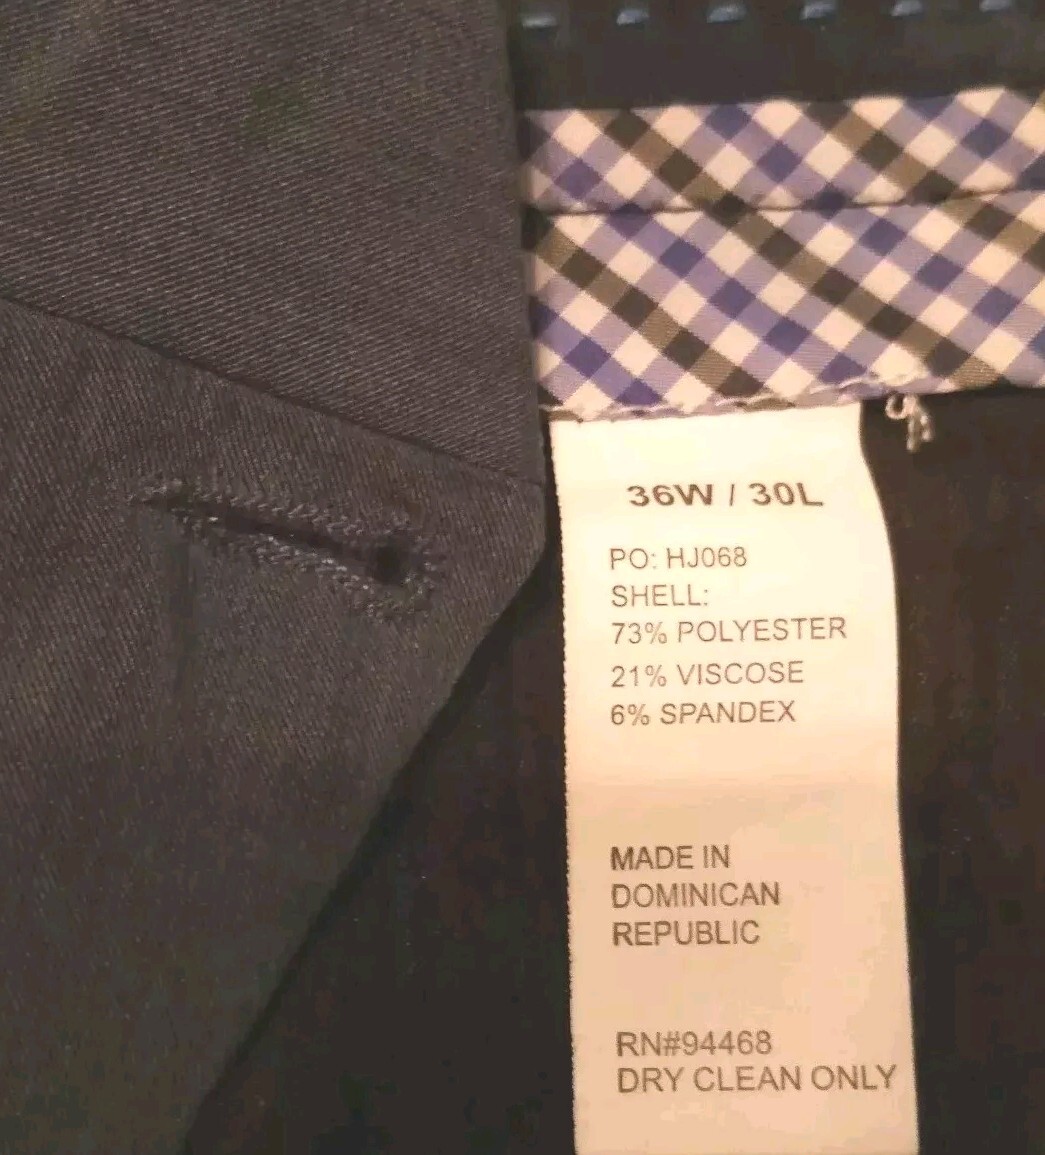 36W / 30L
PO: HJ068
SHELL:
73% POLYESTER
21% VISCOSE
6% SPANDEX
MADE IN
DOMINICAN
REPUBLIC
RN#94468
DRY CLEAN ONLY